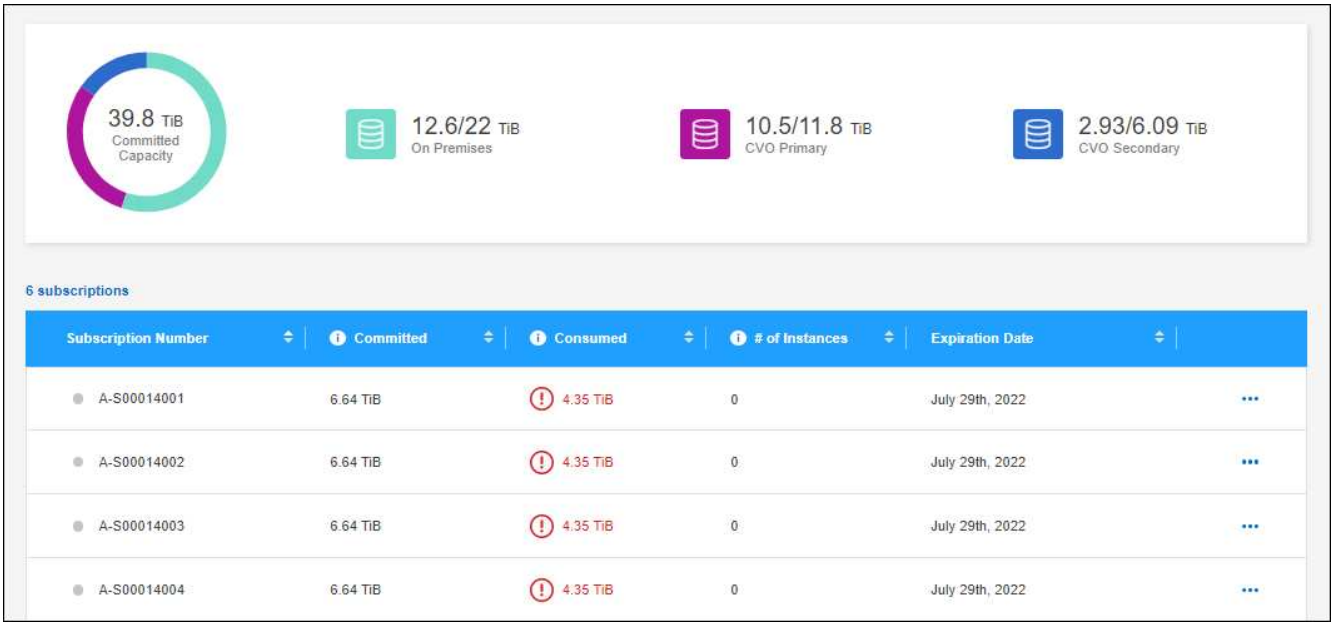 39.8 TiB
Committed
Capacity
12.6/22 TiB
On Premises
10.5/11.8 TiB
CVO Primary
2.93/6.09 TiB
CVO Secondary
6 subscriptions
Subscription Number Committed Consumed # of Instances Expiration Date
A-S00014001 6.64 TiB 4.35 TiB 0 July 29th, 2022
A-S00014002 6.64 TiB 4.35 TiB 0 July 29th, 2022
A-S00014003 6.64 TiB 4.35 TiB 0 July 29th, 2022
A-S00014004 6.64 TiB 4.35 TiB 0 July 29th, 2022